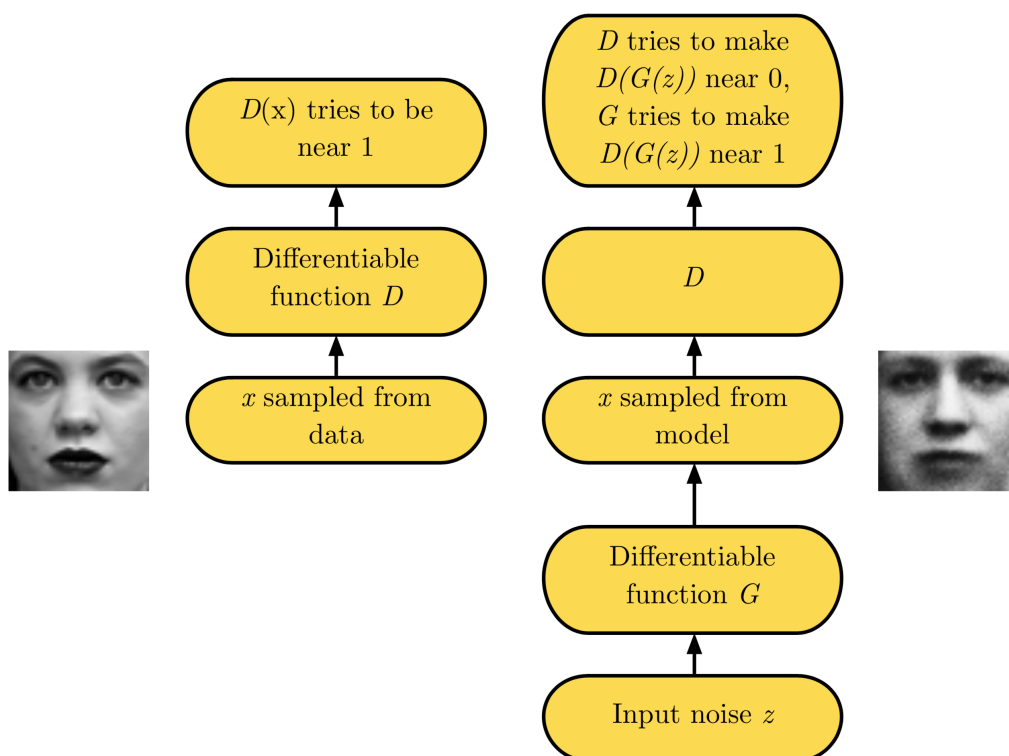 D(x) tries to be
near 1
Differentiable
function D
x sampled from
data
D tries to make
D(G(z)) near 0,
G tries to make
D(G(z)) near 1
D
x sampled from
model
Differentiable
function G
Input noise z